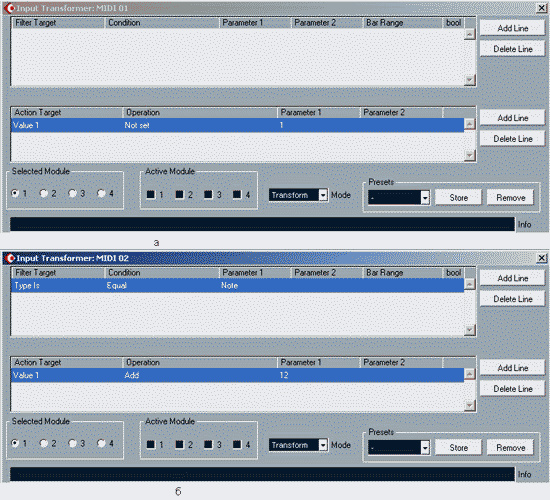 Input Transformer: MIDI 01
Filter Target Condition Parameter 1 Parameter 2 Bar Range bool
Add Line
Delete Line
Action Target Operation Parameter 1 Parameter 2
Value 1 Not set 1
Add Line
Delete Line
Selected Module Active Module Presets
1 2 3 4 1 2 3 4 Transform Mode - Store Remove
Info
а
Input Transformer: MIDI 02
Filter Target Condition Parameter 1 Parameter 2 Bar Range bool
Type Is Equal Note
Add Line
Delete Line
Action Target Operation Parameter 1 Parameter 2
Value 1 Add 12
Add Line
Delete Line
Selected Module Active Module Presets
1 2 3 4 1 2 3 4 Transform Mode - Store Remove
Info
б